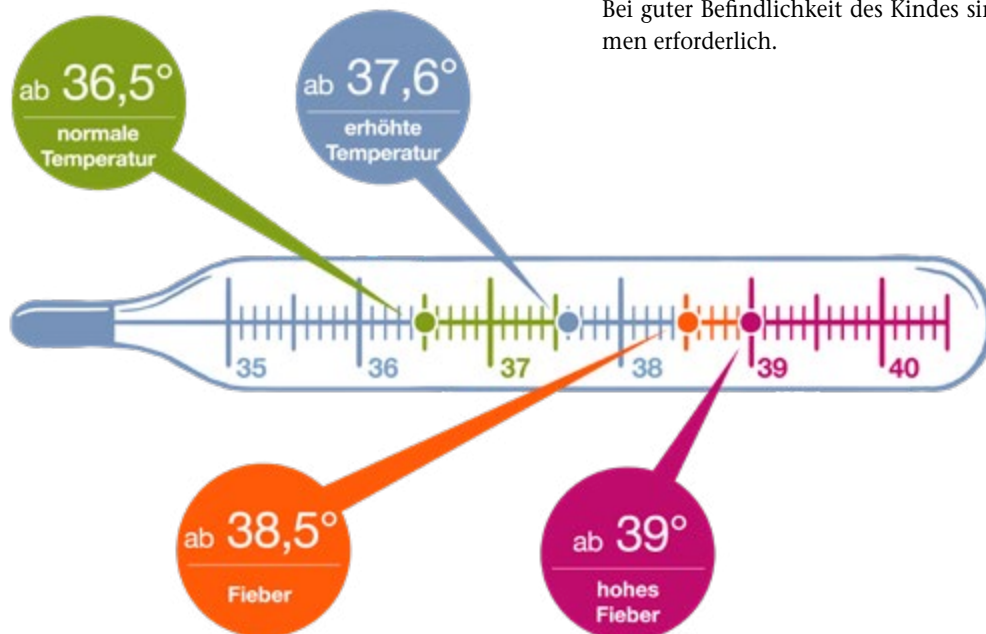 Bei guter Befindlichkeit des Kindes
men erforderlich.
ab 36,5°
normale
Temperatur
ab 37,6°
erhöhte
Temperatur
35
36
37
38
39
40
ab 38,5°
Fieber
ab 39°
hohes
Fieber